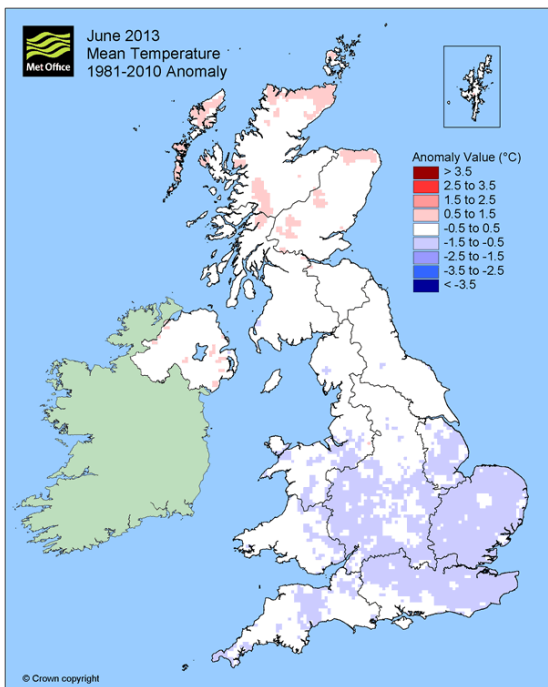 Met Office
June 2013
Mean Temperature
1981-2010 Anomaly
Anomaly Value (°C)
> 3.5
2.5 to 3.5
1.5 to 2.5
0.5 to 1.5
-0.5 to 0.5
-1.5 to -0.5
-2.5 to -1.5
-3.5 to -2.5
< -3.5
© Crown copyright